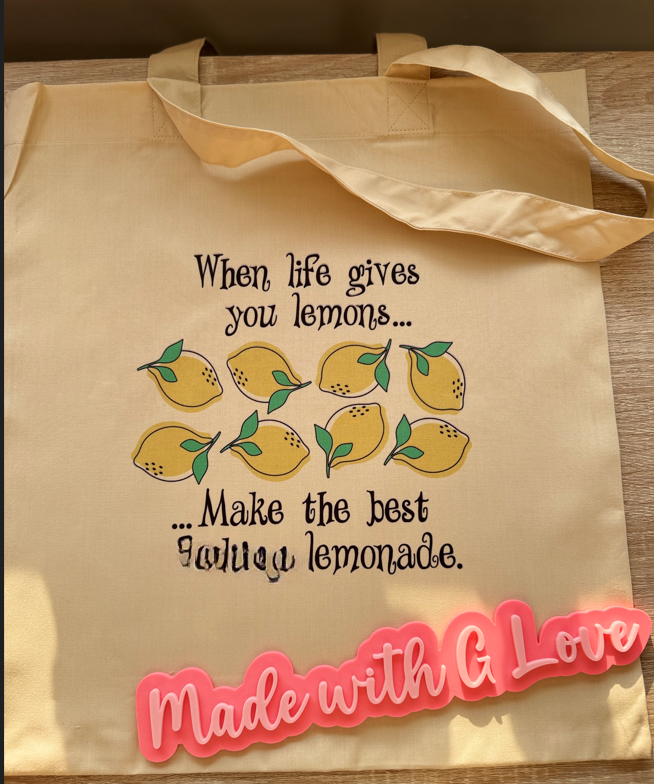 When life gives
you lemons...
...Make the best
lemonade.
Made with G Love